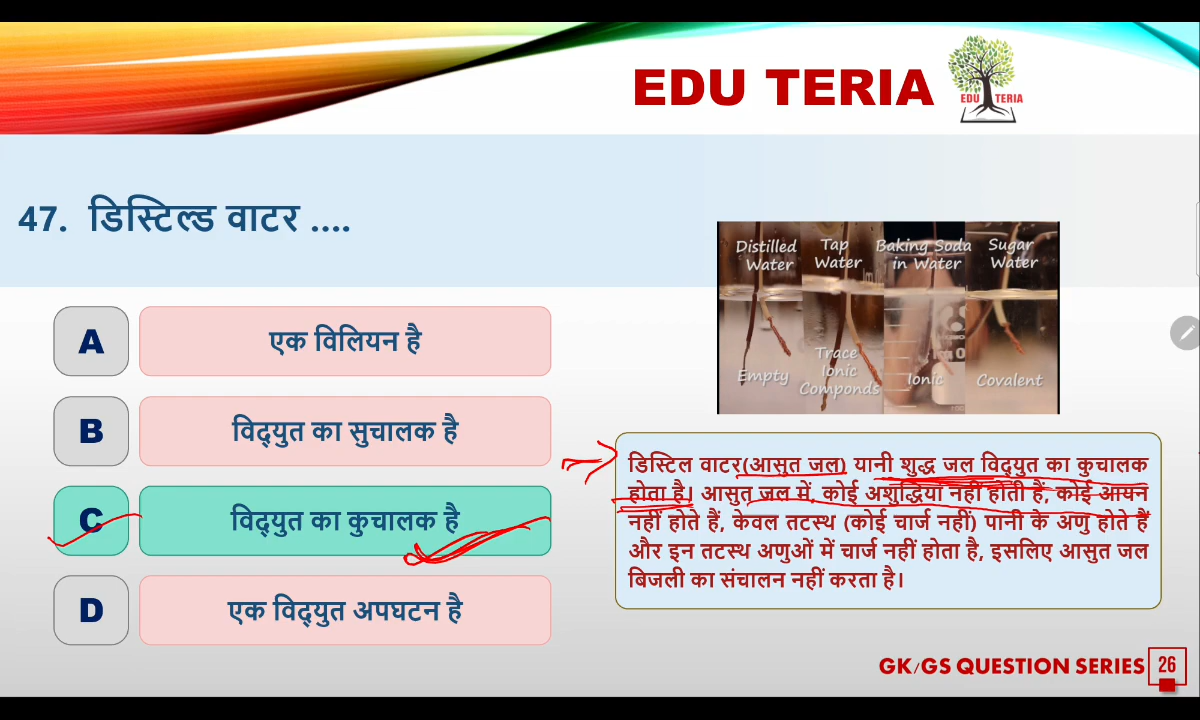 EDU TERIA
EDU TERIA
47. डिस्टिल्ड वाटर ....
A
एक विलियन है
B
विद्युत का सुचालक है
C
विद्युत का कुचालक है
D
एक विद्युत अपघटन है
Distilled Water
Tap Water
Baking Soda in Water
Sugar Water
Empty
Trace Ionic Componds
Ionic
Covalent
डिस्टिल वाटर(आसुत जल) यानी शुद्ध जल विद्युत का कुचालक
होता है। आसुत जल में, कोई अशुद्धियां नहीं होती हैं, कोई आयन
नहीं होते हैं, केवल तटस्थ (कोई चार्ज नहीं) पानी के अणु होते हैं
और इन तटस्थ अणुओं में चार्ज नहीं होता है, इसलिए आसुत जल
बिजली का संचालन नहीं करता है।
GK/GS QUESTION SERIES 26